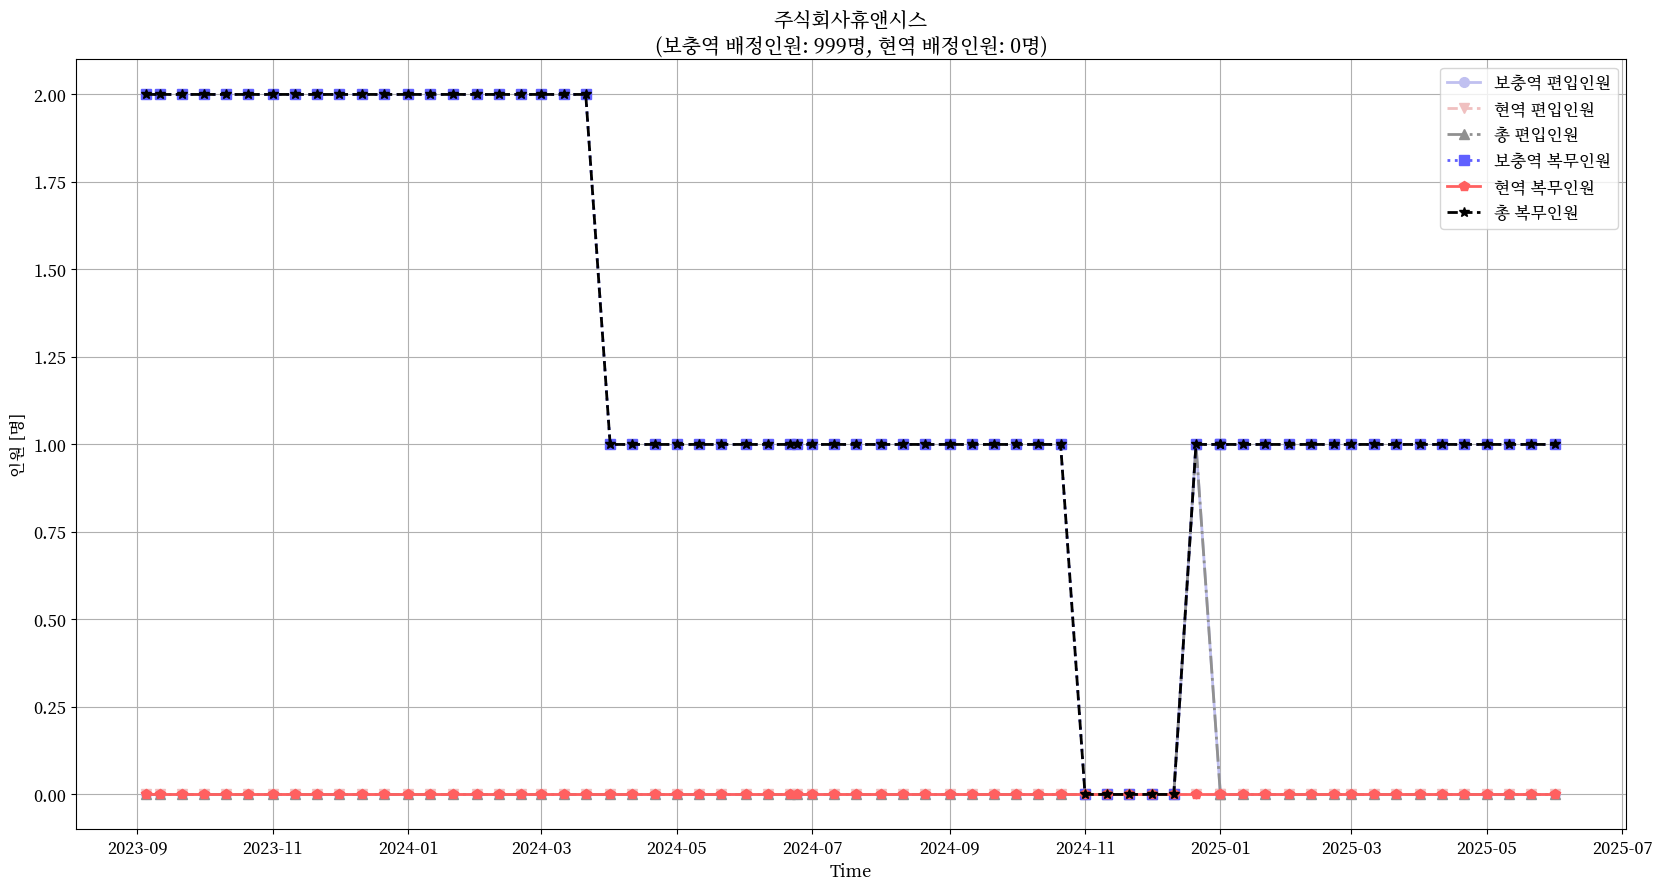 주식회사휴앤시스
(보충역 배정인원: 999명, 현역 배정인원: 0명)
보충역 편입인원
현역 편입인원
총 편입인원
보충역 복무인원
현역 복무인원
총 복무인원
2.00
1.75
1.50
1.25
1.00
0.75
0.50
0.25
0.00
인원 [명]
2023-09
2023-11
2024-01
2024-03
2024-05
2024-07
2024-09
2024-11
2025-01
2025-03
2025-05
2025-07
Time